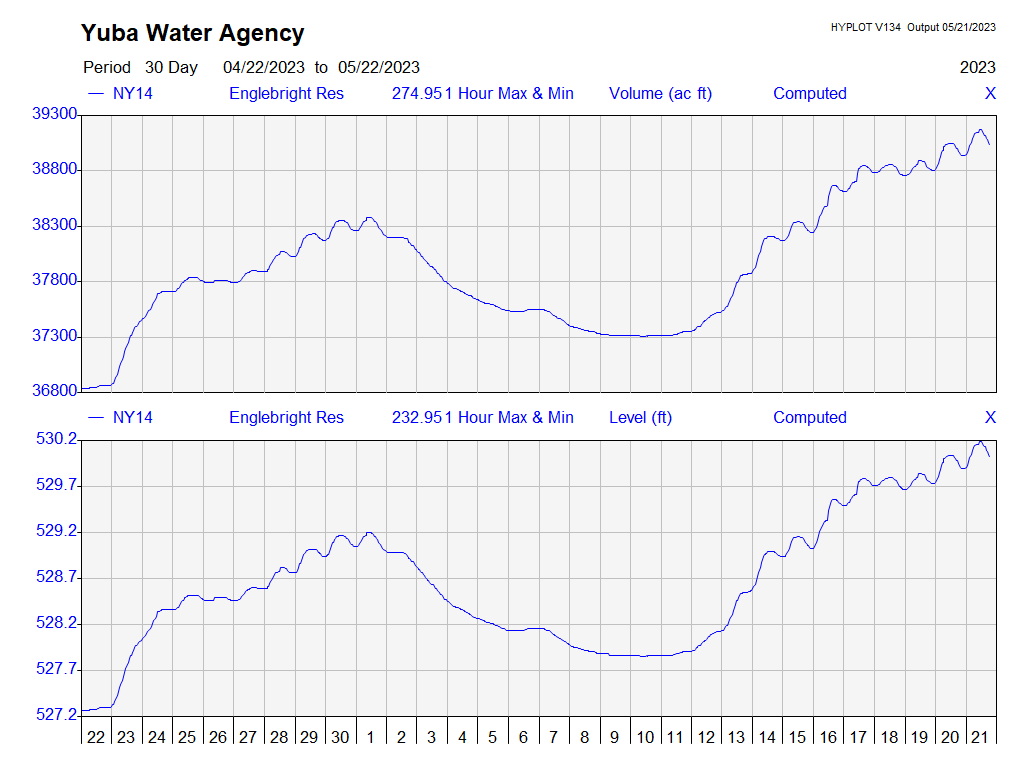 Yuba Water Agency
HYPLOT V134 Output 05/21/2023
Period 30 Day 04/22/2023 to 05/22/2023
2023
NY14 Englebright Res 274.951 Hour Max & Min Volume (ac ft) Computed X
39300
38800
38300
37800
37300
36800
NY14 Englebright Res 232.951 Hour Max & Min Level (ft) Computed X
530.2
529.7
529.2
528.7
528.2
527.7
527.2
22 23 24 25 26 27 28 29 30 1 2 3 4 5 6 7 8 9 10 11 12 13 14 15 16 17 18 19 20 21